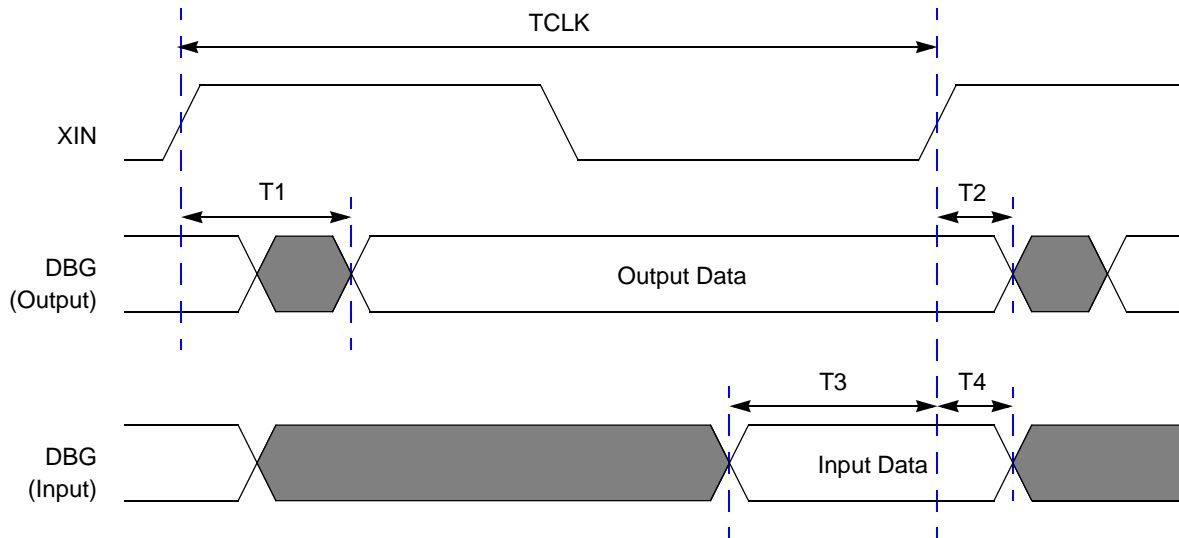 TCLK
XIN
T1
T2
DBG
(Output)
Output Data
T3
T4
DBG
(Input)
Input Data